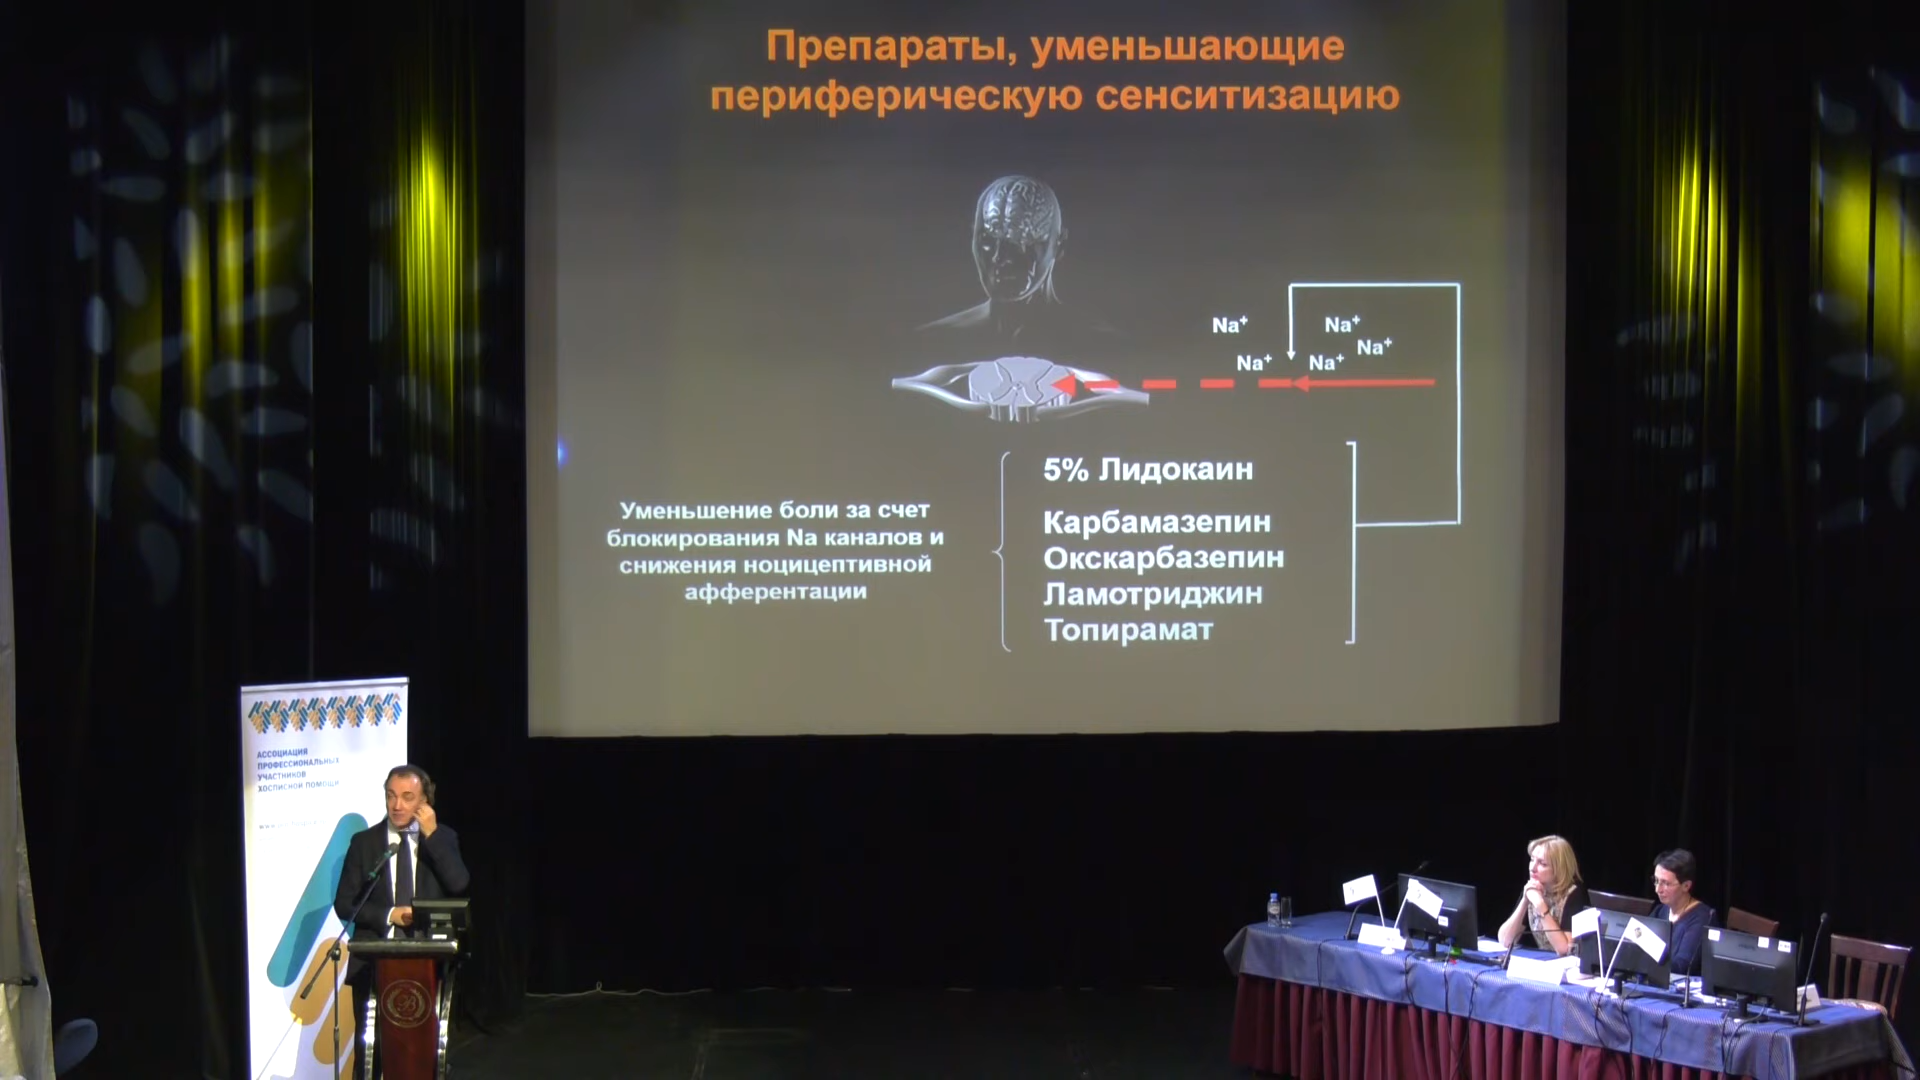 Препараты, уменьшающие
периферическую сенситизацию
Na⁺
Na⁺
Na⁺
Na⁺
Na⁺
5% Лидокаин
Карбамазепин
Окскарбазепин
Ламотриджин
Топирамат
Уменьшение боли за счет
блокирования Na каналов и
снижения ноцицептивной
афферентации
АССОЦИАЦИЯ
ПРОФЕССИОНАЛЬНЫХ
УЧАСТНИКОВ
ХОСПИСНОЙ ПОМОЩИ